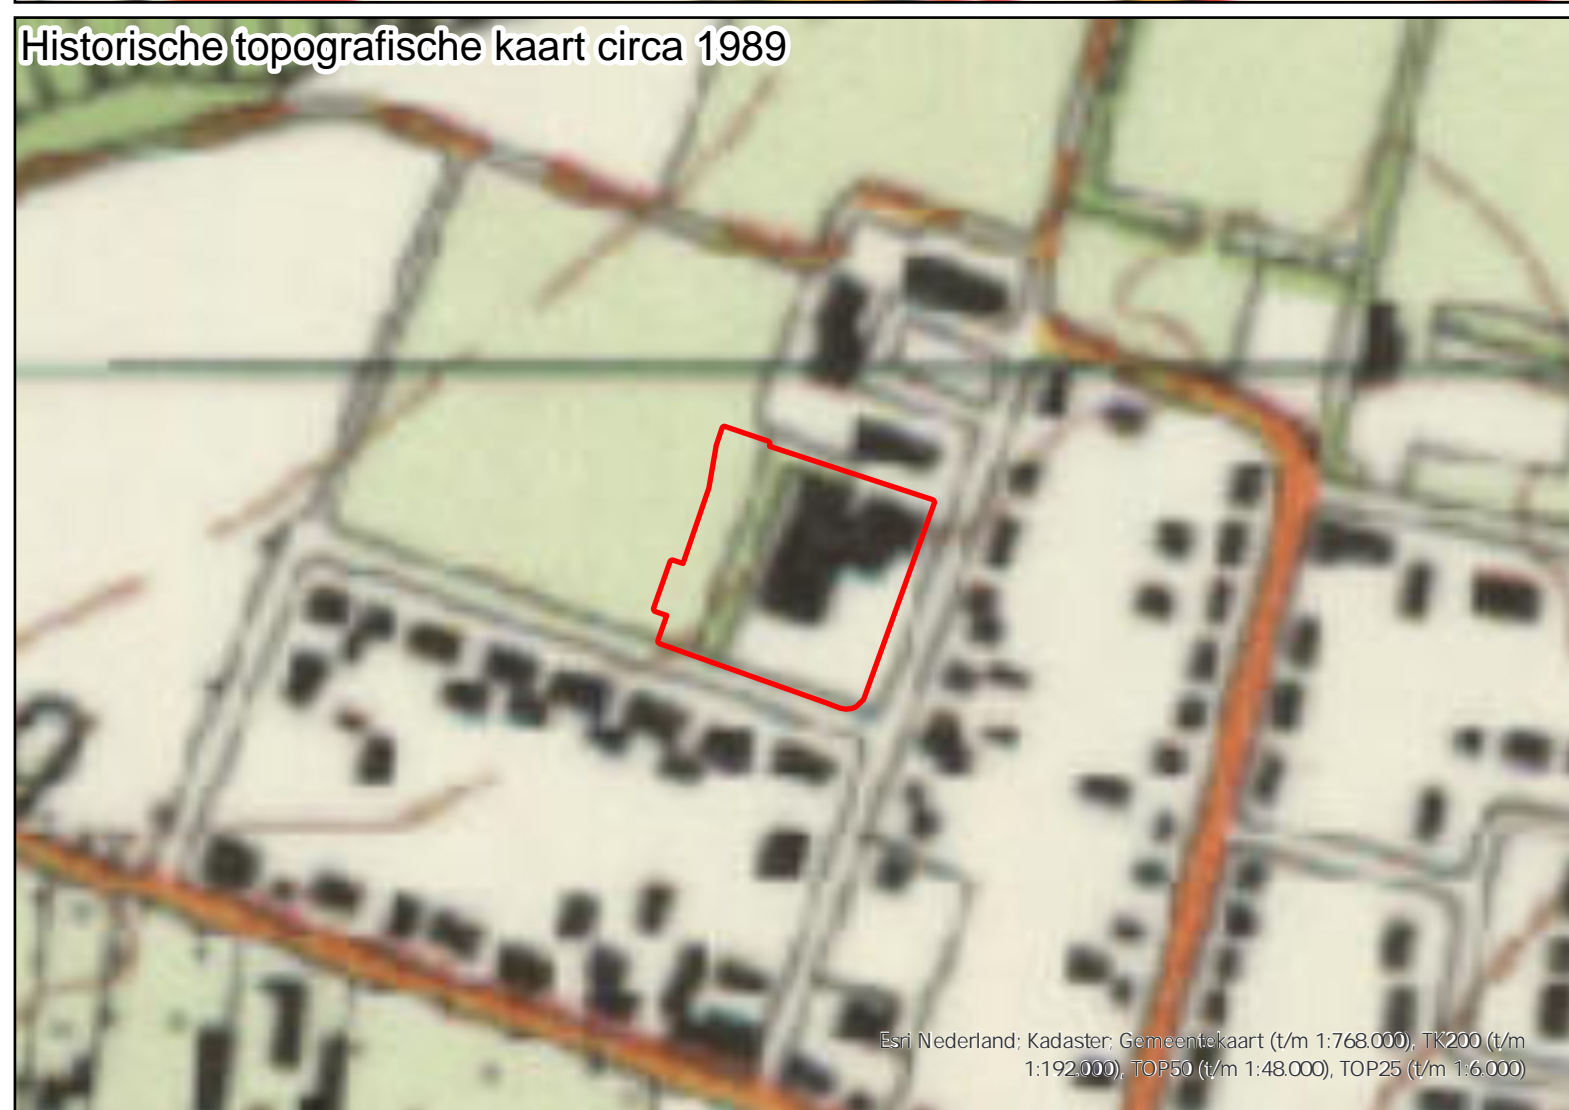 Historische topografische kaart circa 1989
Esri Nederland; Kadaster; Gemeentekaart (t/m 1:768.000), TK200 (t/m
1:192.000), TOP50 (t/m 1:48.000), TOP25 (t/m 1:6.000)